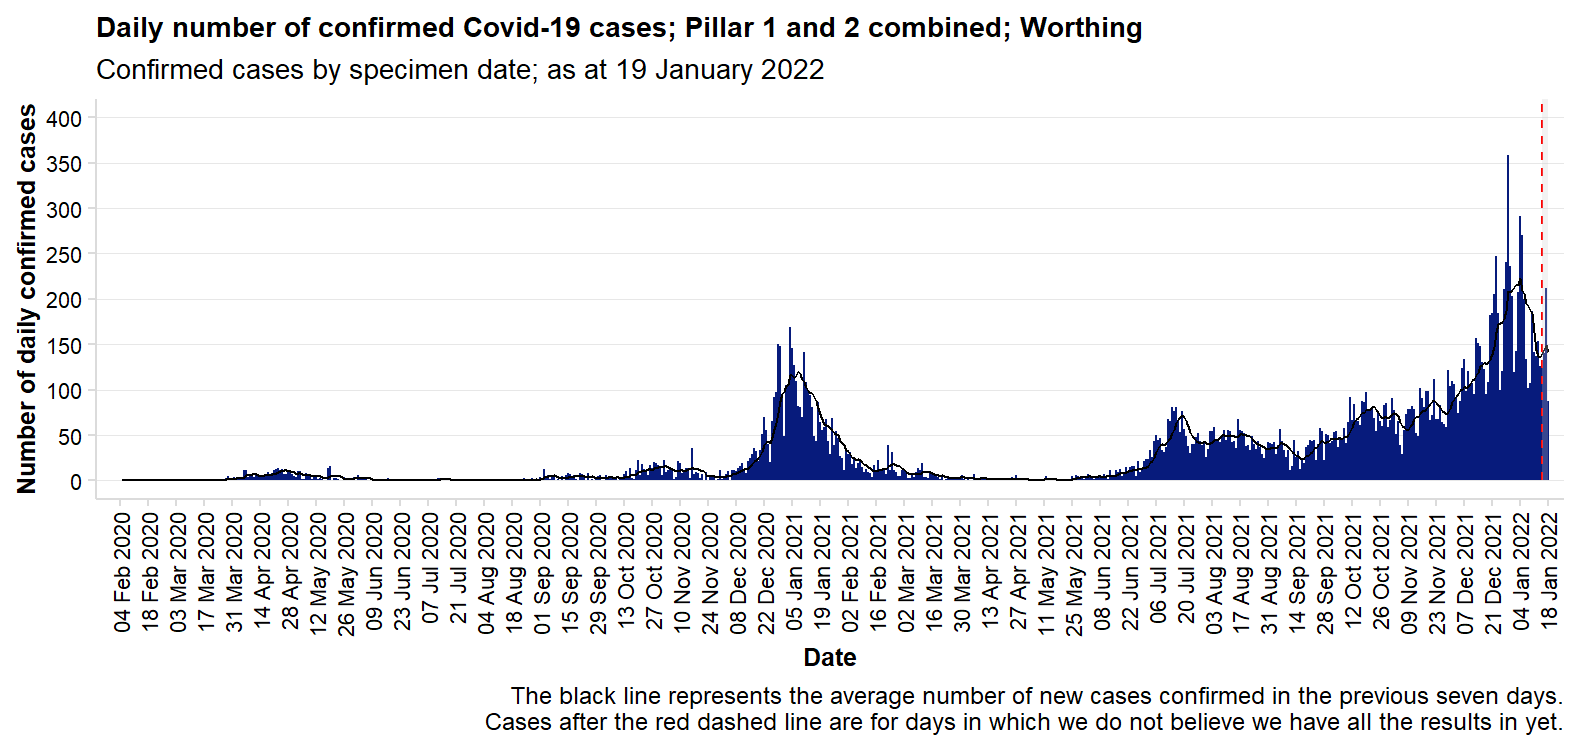 Daily number of confirmed Covid-19 cases; Pillar 1 and 2 combined; Worthing
Confirmed cases by specimen date; as at 19 January 2022
Number of daily confirmed cases
400
350
300
250
200
150
100
50
0
04 Feb 2020
18 Feb 2020
03 Mar 2020
17 Mar 2020
31 Mar 2020
14 Apr 2020
28 Apr 2020
12 May 2020
26 May 2020
09 Jun 2020
23 Jun 2020
07 Jul 2020
21 Jul 2020
04 Aug 2020
18 Aug 2020
01 Sep 2020
15 Sep 2020
29 Sep 2020
13 Oct 2020
27 Oct 2020
10 Nov 2020
24 Nov 2020
08 Dec 2020
22 Dec 2020
05 Jan 2021
19 Jan 2021
02 Feb 2021
16 Feb 2021
02 Mar 2021
16 Mar 2021
30 Mar 2021
13 Apr 2021
27 Apr 2021
11 May 2021
25 May 2021
08 Jun 2021
22 Jun 2021
06 Jul 2021
20 Jul 2021
03 Aug 2021
17 Aug 2021
31 Aug 2021
14 Sep 2021
28 Sep 2021
12 Oct 2021
26 Oct 2021
09 Nov 2021
23 Nov 2021
07 Dec 2021
21 Dec 2021
04 Jan 2022
18 Jan 2022
Date
The black line represents the average number of new cases confirmed in the previous seven days.
Cases after the red dashed line are for days in which we do not believe we have all the results in yet.